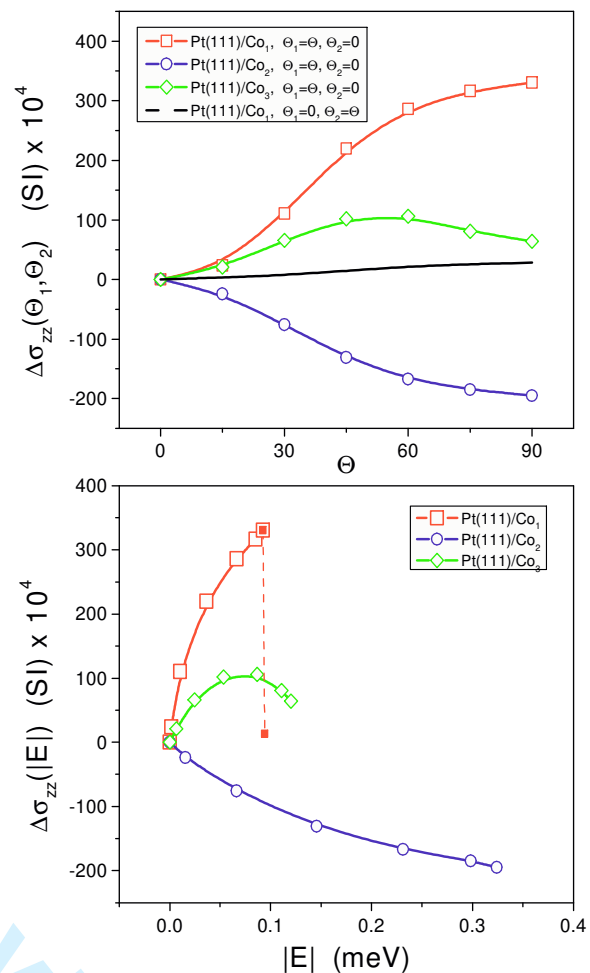 400
300
200
100
0
-100
-200
Δσzz(Θ1,Θ2) (SI) x 10^4
Pt(111)/Co1, Θ1=Θ, Θ2=0
Pt(111)/Co2, Θ1=Θ, Θ2=0
Pt(111)/Co3, Θ1=Θ, Θ2=0
Pt(111)/Co1, Θ1=0, Θ2=Θ
0 30 60 90
Θ
400
300
200
100
0
-100
-200
Δσzz(|E|) (SI) x 10^4
Pt(111)/Co1
Pt(111)/Co2
Pt(111)/Co3
0.0 0.1 0.2 0.3 0.4
|E| (meV)